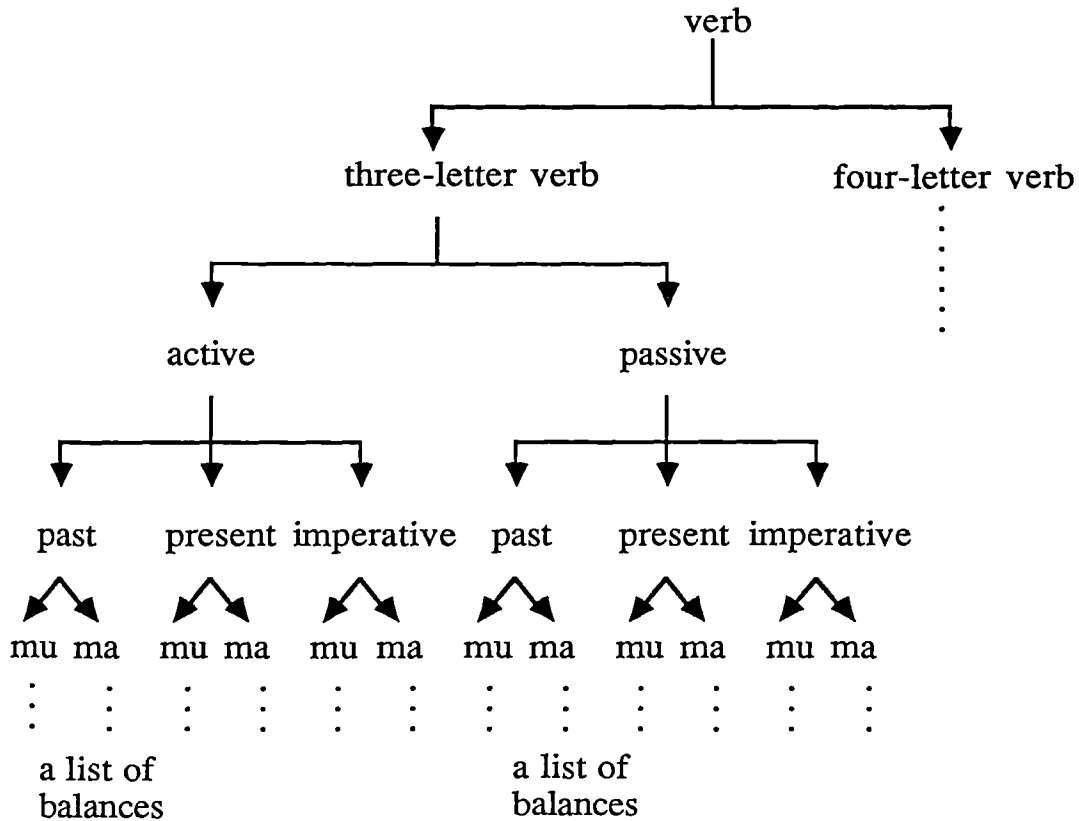 verb
three-letter verb four-letter verb
active passive
past present imperative past present imperative
mu ma mu ma mu ma mu ma mu ma mu ma
a list of a list of
balances balances